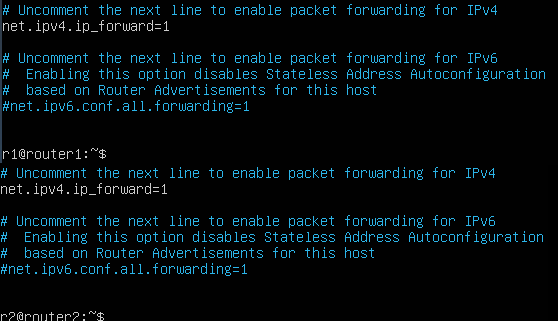 # Uncomment the next line to enable packet forwarding for IPv4
net.ipv4.ip_forward=1
# Uncomment the next line to enable packet forwarding for IPv6
#  Enabling this option disables Stateless Address Autoconfiguration
#  based on Router Advertisements for this host
#net.ipv6.conf.all.forwarding=1
r1@router1:~$
# Uncomment the next line to enable packet forwarding for IPv4
net.ipv4.ip_forward=1
# Uncomment the next line to enable packet forwarding for IPv6
#  Enabling this option disables Stateless Address Autoconfiguration
#  based on Router Advertisements for this host
#net.ipv6.conf.all.forwarding=1
r2@router2:~$